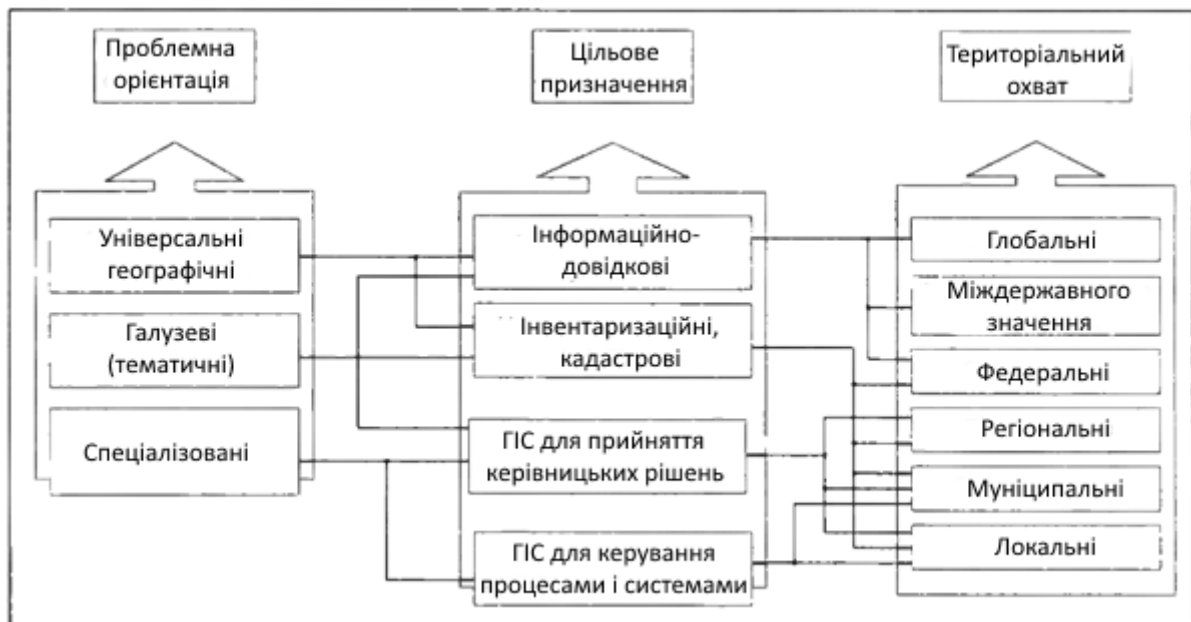 Проблемна
орієнтація
Цільове
призначення
Територіальний
охват
Універсальні
географічні
Галузеві
(тематичні)
Спеціалізовані
Інформаційно-
довідкові
Інвентаризаційні,
кадастрові
ГІС для прийняття
керівницьких рішень
ГІС для керування
процесами і системами
Глобальні
Міждержавного
значення
Федеральні
Регіональні
Муніципальні
Локальні